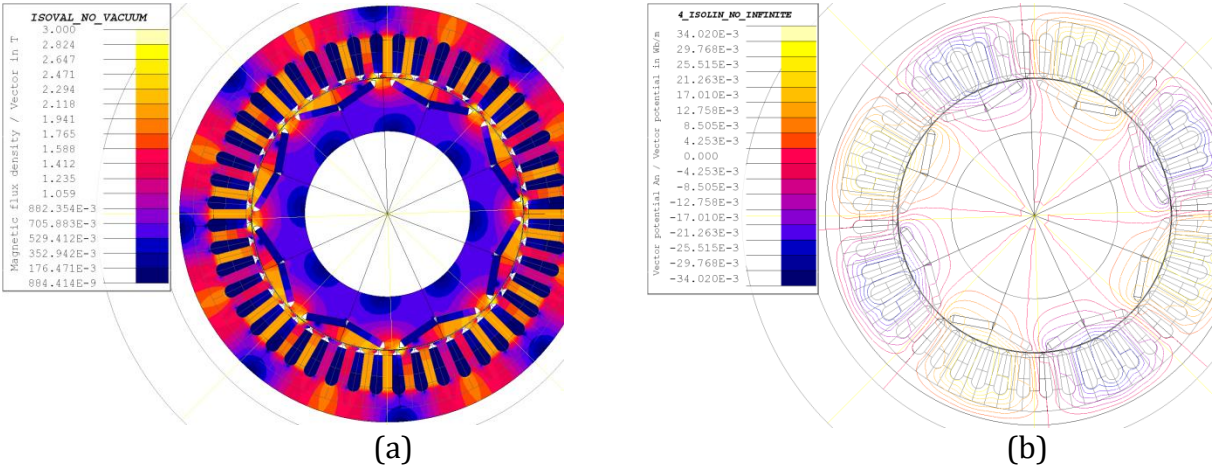 ISOVAL_NO_VACUUM
Magnetic flux density / Vector in T
3.000
2.824
2.647
2.471
2.294
2.118
1.941
1.765
1.588
1.412
1.235
1.059
882.354E-3
705.883E-3
529.412E-3
352.942E-3
176.471E-3
884.414E-9
(a)
4_ISOLIN_NO_INFINITE
Vector potential An / Vector potential in Wb/m
34.020E-3
29.768E-3
25.515E-3
21.263E-3
17.010E-3
12.758E-3
8.505E-3
4.253E-3
0.000
-4.253E-3
-8.505E-3
-12.758E-3
-17.010E-3
-21.263E-3
-25.515E-3
-29.768E-3
-34.020E-3
(b)